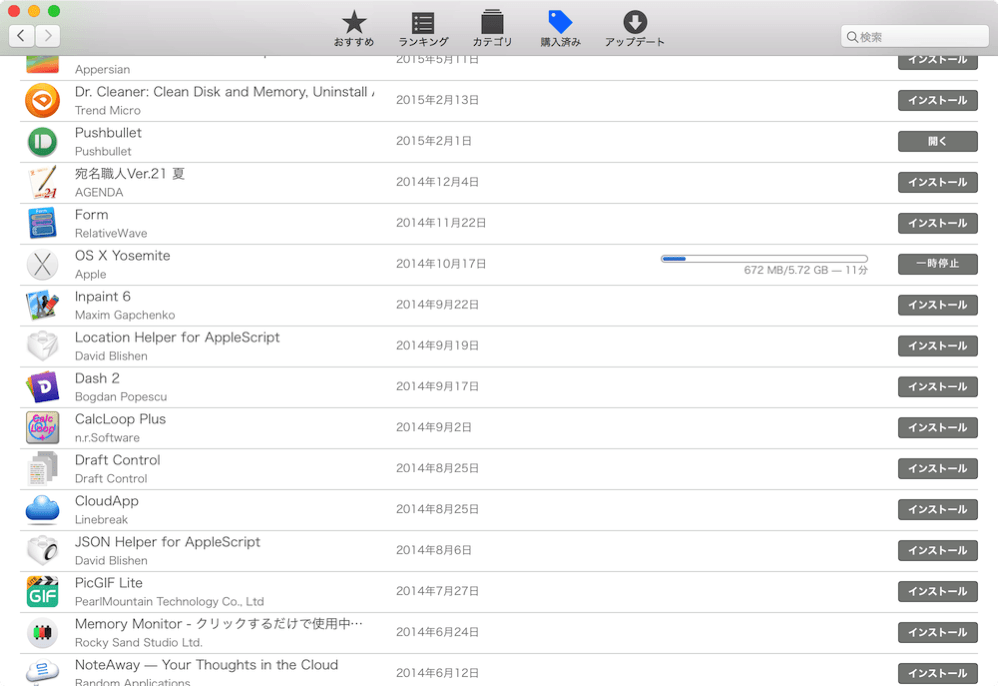 おすすめ ランキング カテゴリ 購入済み アップデート 検索
2015年5月11日 インストール
Appersian
Dr. Cleaner: Clean Disk and Memory, Uninstall
2015年2月13日 インストール
Trend Micro
Pushbullet
2015年2月1日 開く
Pushbullet
宛名職人Ver.21 夏
2014年12月4日 インストール
AGENDA
Form
2014年11月22日 インストール
RelativeWave
OS X Yosemite
2014年10月17日 一時停止
672 MB/5.72 GB — 11分
Apple
Inpaint 6
2014年9月22日 インストール
Maxim Gapchenko
Location Helper for AppleScript
2014年9月19日 インストール
David Blishen
Dash 2
2014年9月17日 インストール
Bogdan Popescu
CalcLoop Plus
2014年9月2日 インストール
n.r.Software
Draft Control
2014年8月25日 インストール
Draft Control
CloudApp
2014年8月25日 インストール
Linebreak
JSON Helper for AppleScript
2014年8月6日 インストール
David Blishen
PicGIF Lite
2014年7月27日 インストール
PearlMountain Technology Co., Ltd
Memory Monitor - クリックするだけで使用中…
2014年6月24日 インストール
Rocky Sand Studio Ltd.
NoteAway — Your Thoughts in the Cloud
2014年6月12日 インストール
Random Applications